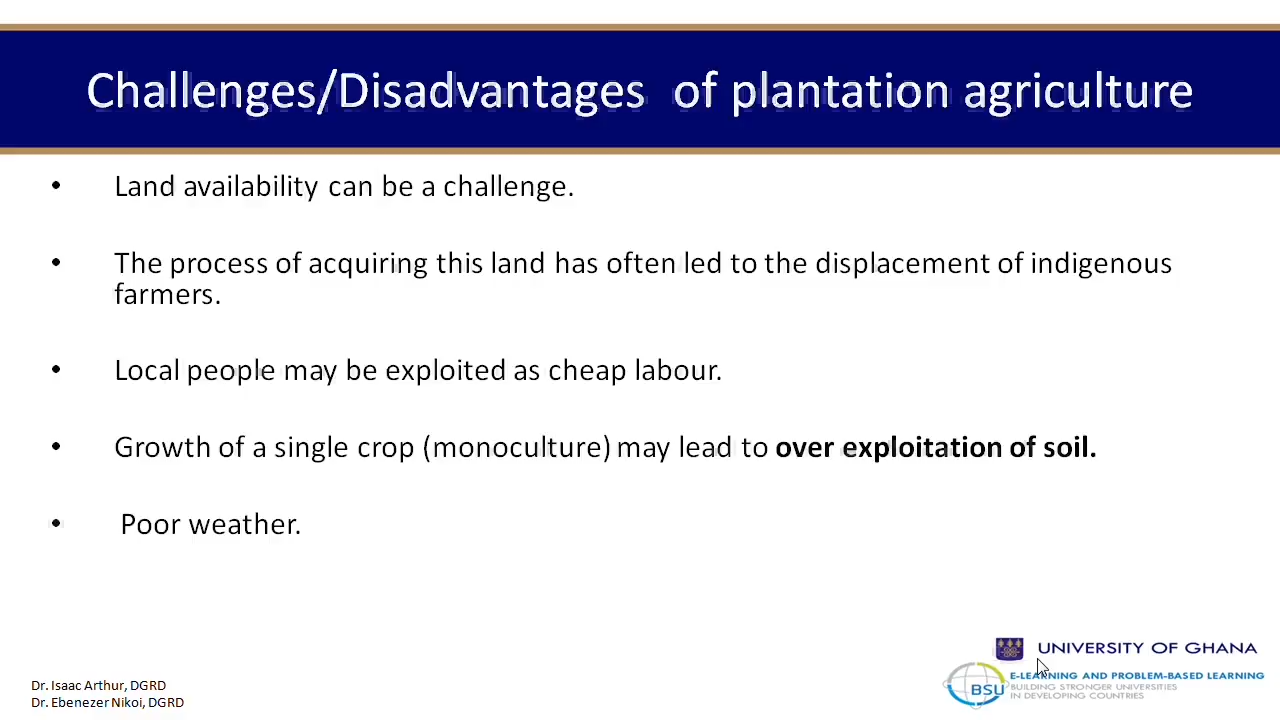 Challenges/Disadvantages of plantation agriculture
• Land availability can be a challenge.
• The process of acquiring this land has often led to the displacement of indigenous
farmers.
• Local people may be exploited as cheap labour.
• Growth of a single crop (monoculture) may lead to over exploitation of soil.
• Poor weather.
UNIVERSITY OF GHANA
BSU
E-LEARNING AND PROBLEM-BASED LEARNING
BUILDING STRONGER UNIVERSITIES
IN DEVELOPING COUNTRIES
Dr. Isaac Arthur, DGRD
Dr. Ebenezer Nikoi, DGRD